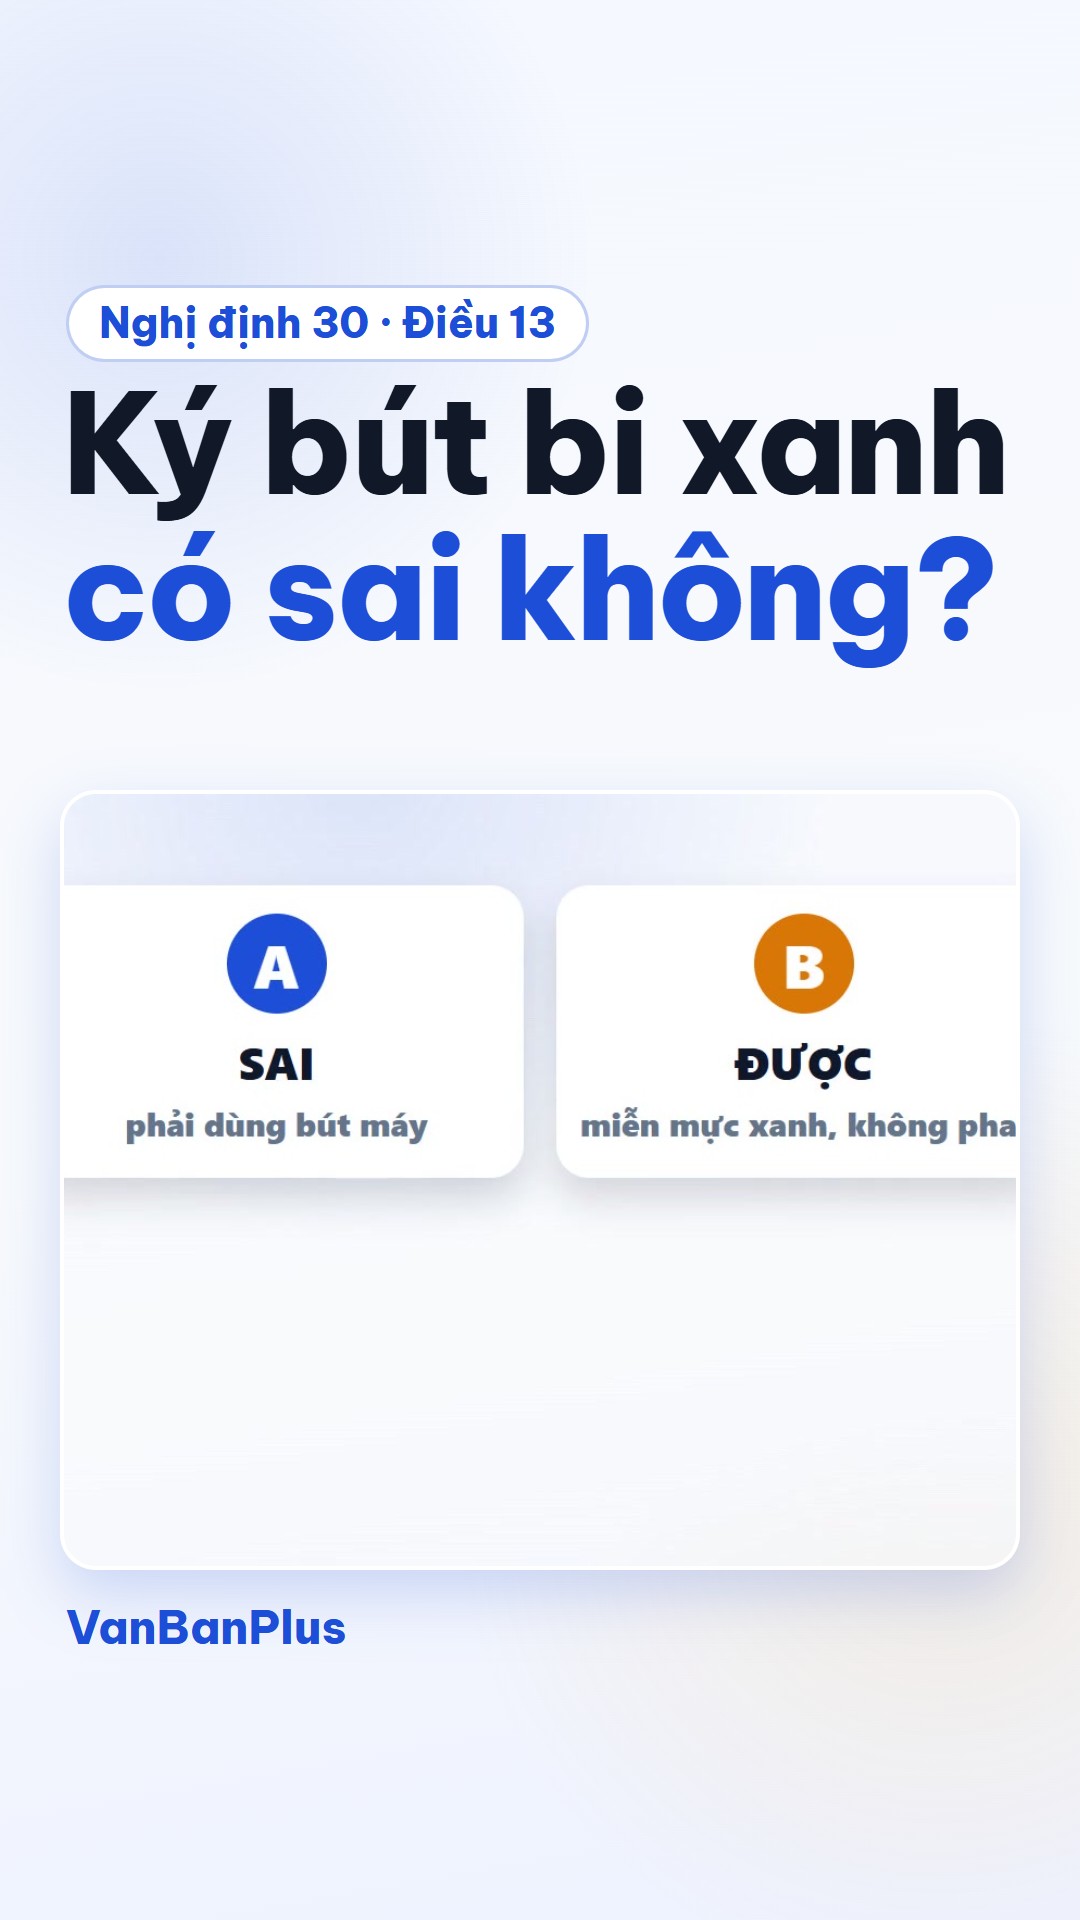 Nghị định 30 · Điều 13
Ký bút bi xanh
có sai không?
A
SAI
phải dùng bút máy
B
ĐƯỢC
miễn mực xanh, không pha
VanBanPlus